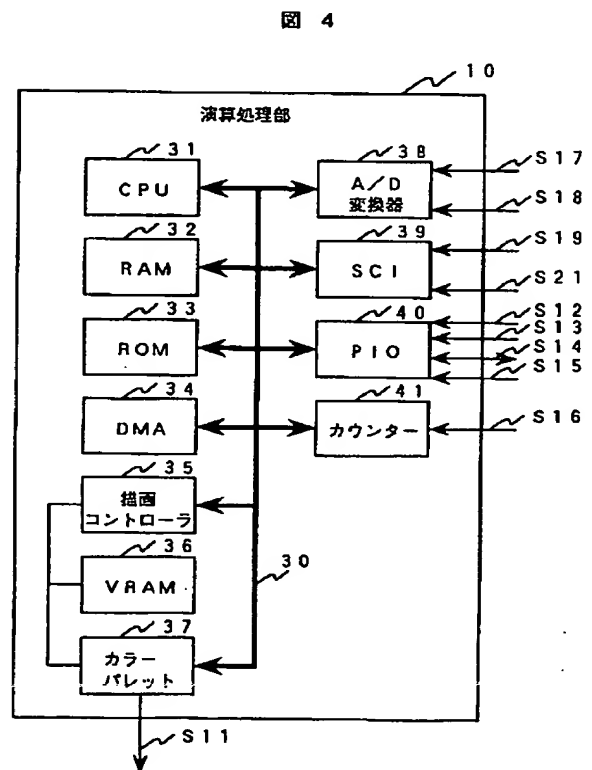 図 4
10
演算処理部
31
CPU
32
RAM
33
ROM
34
DMA
35
描画
コントローラ
36
VRAM
37
カラー
パレット
38
A/D
変換器
39
SCI
40
PIO
41
カウンター
30
S17
S18
S19
S21
S12
S13
S14
S15
S16
S11